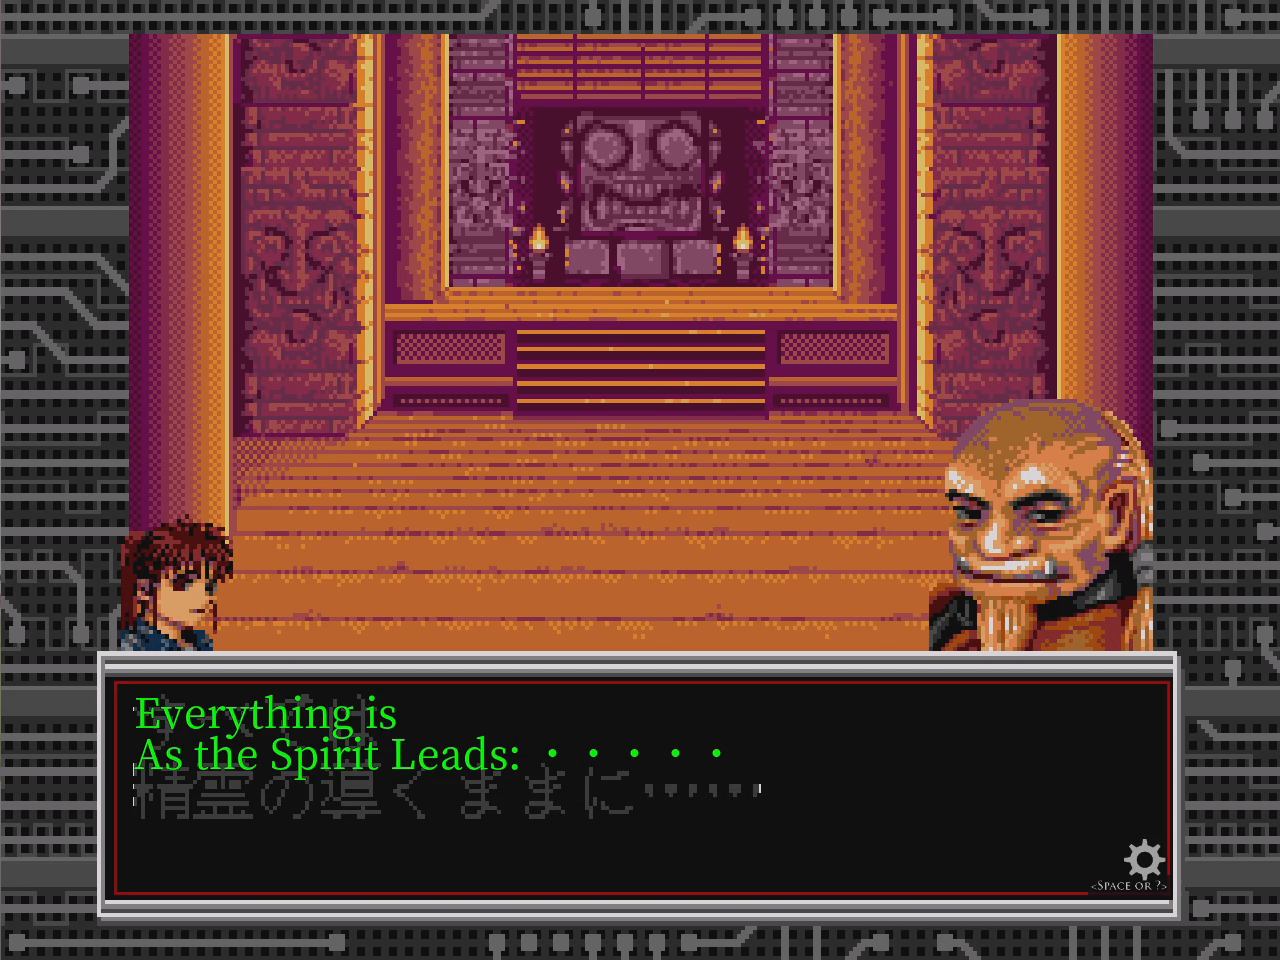 Everything is
As the Spirit Leads: ・・・・・
精霊の導くままに……
<Space or ?>